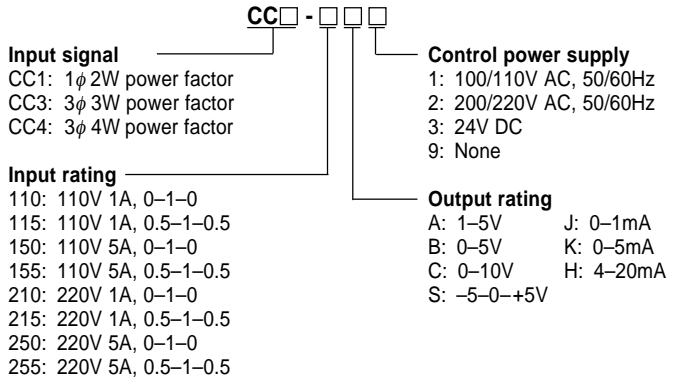 CC□ - □ □ □
Input signal
CC1: 1ϕ 2W power factor
CC3: 3ϕ 3W power factor
CC4: 3ϕ 4W power factor
Input rating
110: 110V 1A, 0–1–0
115: 110V 1A, 0.5–1–0.5
150: 110V 5A, 0–1–0
155: 110V 5A, 0.5–1–0.5
210: 220V 1A, 0–1–0
215: 220V 1A, 0.5–1–0.5
250: 220V 5A, 0–1–0
255: 220V 5A, 0.5–1–0.5
Control power supply
1: 100/110V AC, 50/60Hz
2: 200/220V AC, 50/60Hz
3: 24V DC
9: None
Output rating
A: 1–5V J: 0–1mA
B: 0–5V K: 0–5mA
C: 0–10V H: 4–20mA
S: –5–0–+5V